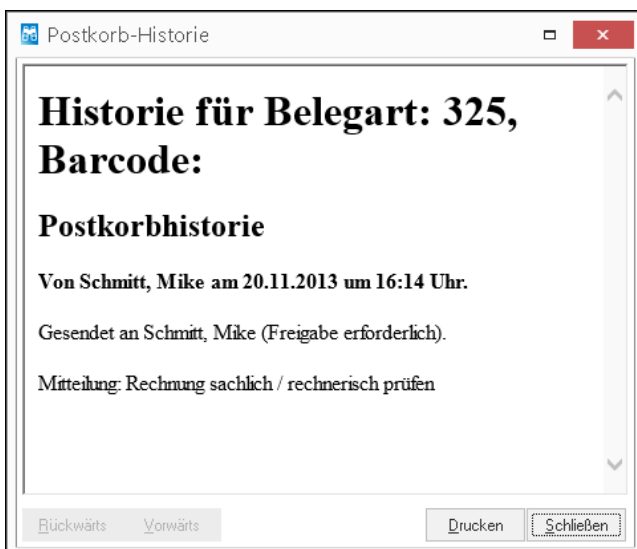 Postkorb-Historie
Historie für Belegart: 325,
Barcode:
Postkorbhistorie
Von Schmitt, Mike am 20.11.2013 um 16:14 Uhr.
Gesendet an Schmitt, Mike (Freigabe erforderlich).
Mitteilung: Rechnung sachlich / rechnerisch prüfen
Rückwärts Vorwärts Drucken Schließen